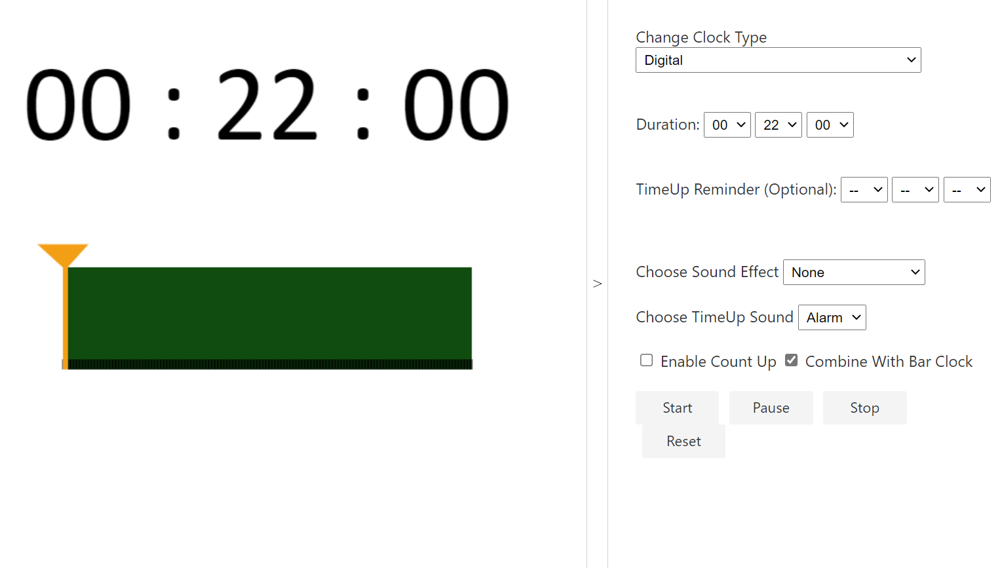 00 : 22 : 00
>
Change Clock Type
Digital
Duration: 00 22 00
TimeUp Reminder (Optional): -- -- --
Choose Sound Effect None
Choose TimeUp Sound Alarm
Enable Count Up Combine With Bar Clock
Start Pause Stop
Reset